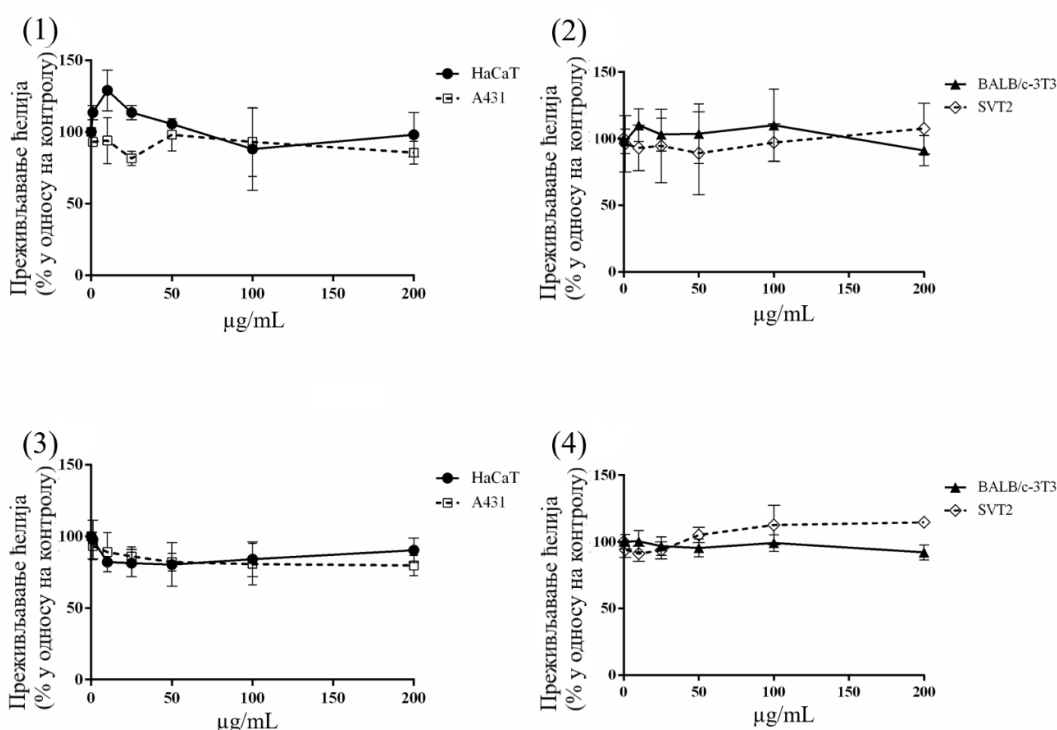 (1)
Преживљавање ћелија
(% у односу на контролу)
150
100
50
0
0
50
100
150
200
µg/mL
HaCaT
A431
(2)
Преживљавање ћелија
(% у односу на контролу)
150
100
50
0
0
50
100
150
200
µg/mL
BALB/c-3T3
SVT2
(3)
Преживљавање ћелија
(% у односу на контролу)
150
100
50
0
0
50
100
150
200
µg/mL
HaCaT
A431
(4)
Преживљавање ћелија
(% у односу на контролу)
150
100
50
0
0
50
100
150
200
µg/mL
BALB/c-3T3
SVT2